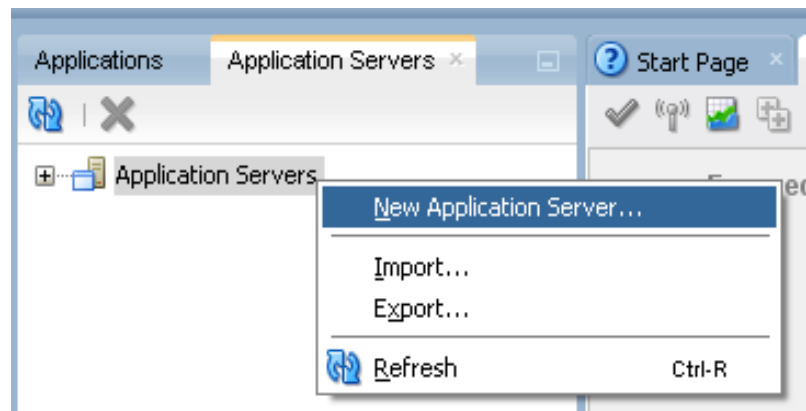 Applications
Application Servers
Start Page
Application Servers
New Application Server...
Import...
Export...
Refresh Ctrl-R